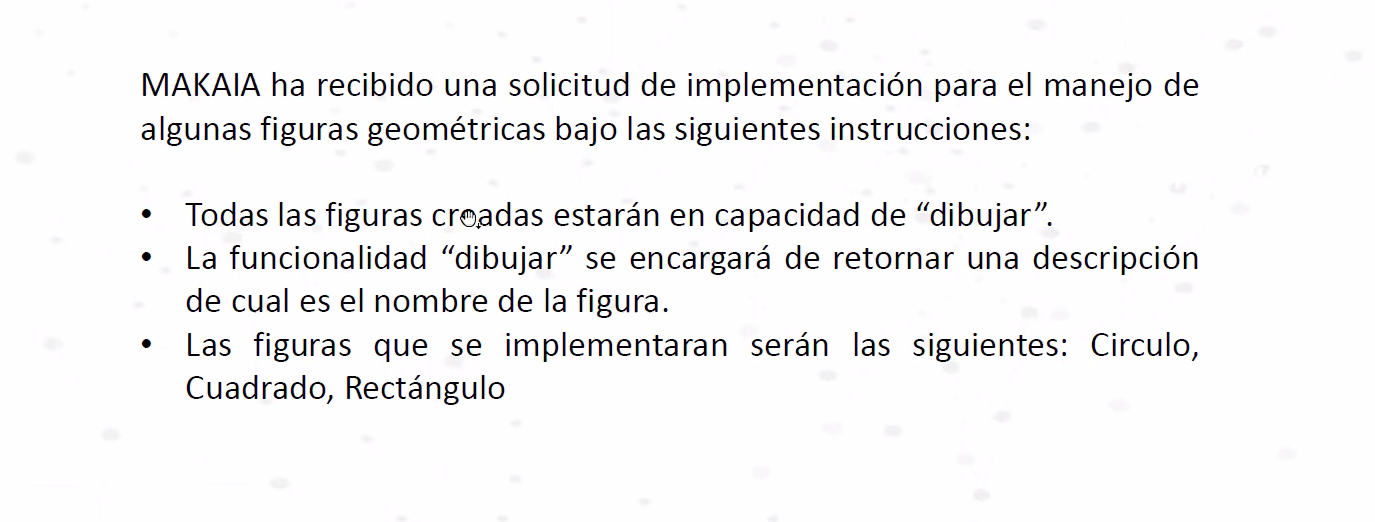 MAKAIA ha recibido una solicitud de implementación para el manejo de
algunas figuras geométricas bajo las siguientes instrucciones:
• Todas las figuras creadas estarán en capacidad de “dibujar”.
• La funcionalidad “dibujar” se encargará de retornar una descripción
de cual es el nombre de la figura.
• Las figuras que se implementaran serán las siguientes: Circulo,
Cuadrado, Rectángulo